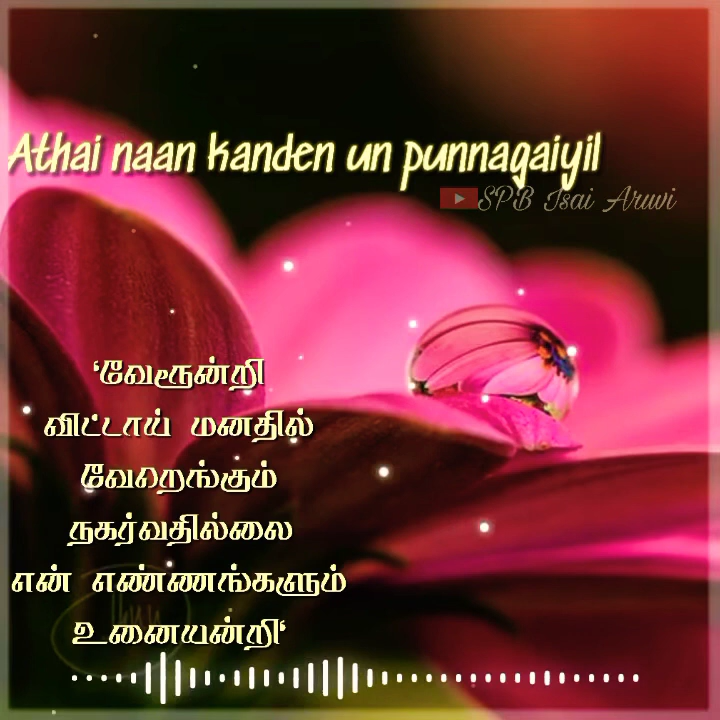 Athai naan kanden un punnagaiyil
SPB Isai Aruvi
‘வேரூன்றி
விட்டாய் மனதில்
வேறெங்கும்
நகர்வதில்லை
என் எண்ணங்களும்
உனையன்றி‘